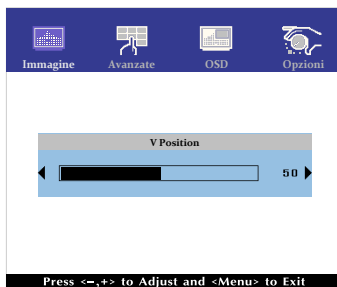 Immagine Avanzate OSD Opzioni
V Position
50
Press <−,+> to Adjust and <Menu> to Exit